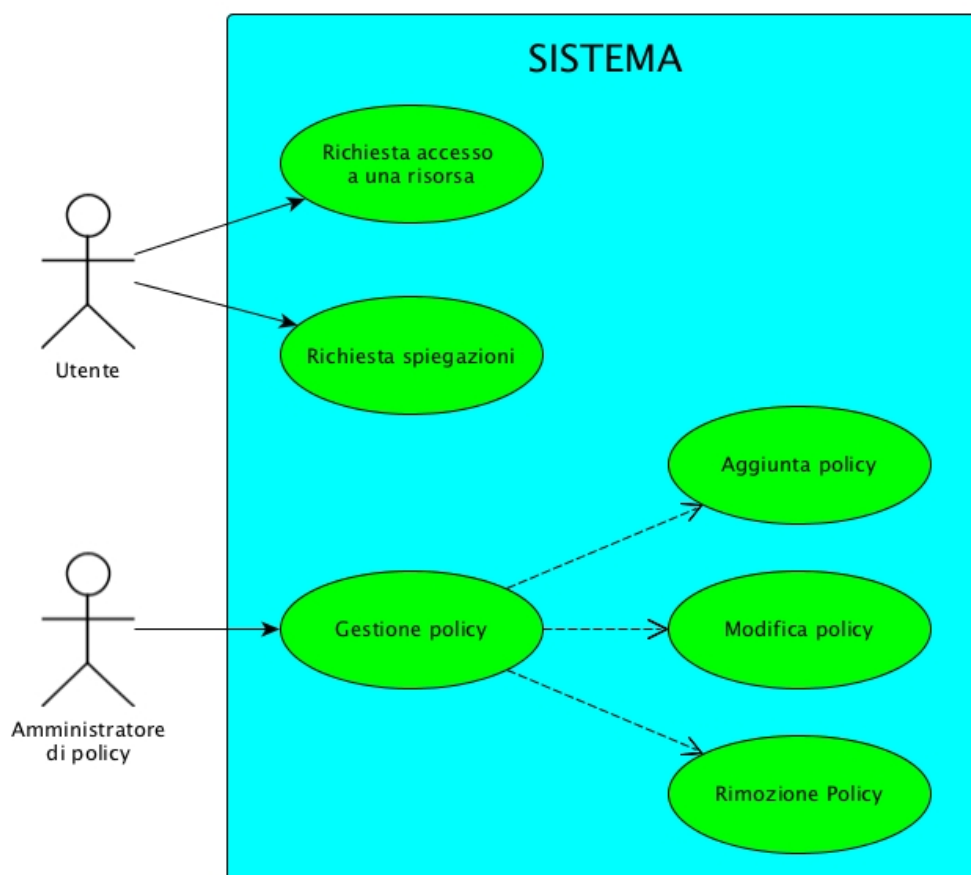 SISTEMA
Richiesta accesso
a una risorsa
Utente
Richiesta spiegazioni
Aggiunta policy
Gestione policy
Modifica policy
Amministratore
di policy
Rimozione Policy